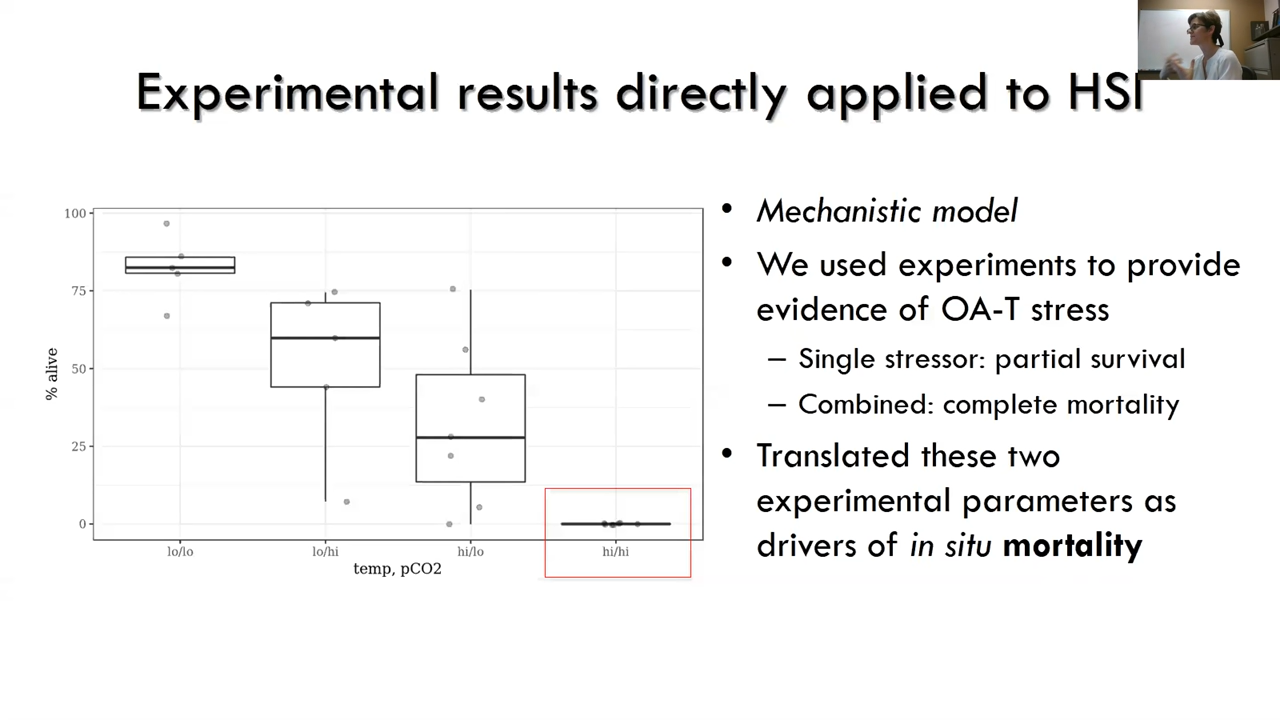 Experimental results directly applied to HSI
100
75
50
25
0
% alive
lo/lo
lo/hi
hi/lo
hi/hi
temp, pCO2
• Mechanistic model
• We used experiments to provide
evidence of OA-T stress
– Single stressor: partial survival
– Combined: complete mortality
• Translated these two
experimental parameters as
drivers of in situ mortality